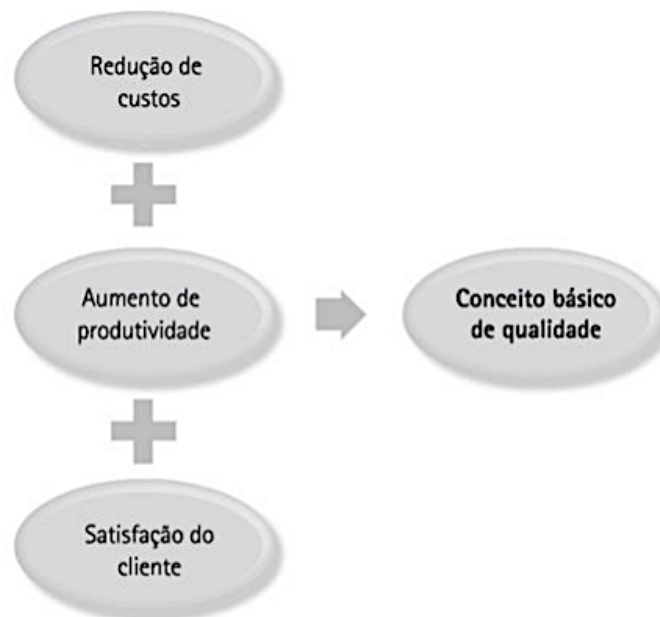 Redução de
custos
Aumento de
produtividade
Conceito básico
de qualidade
Satisfação do
cliente